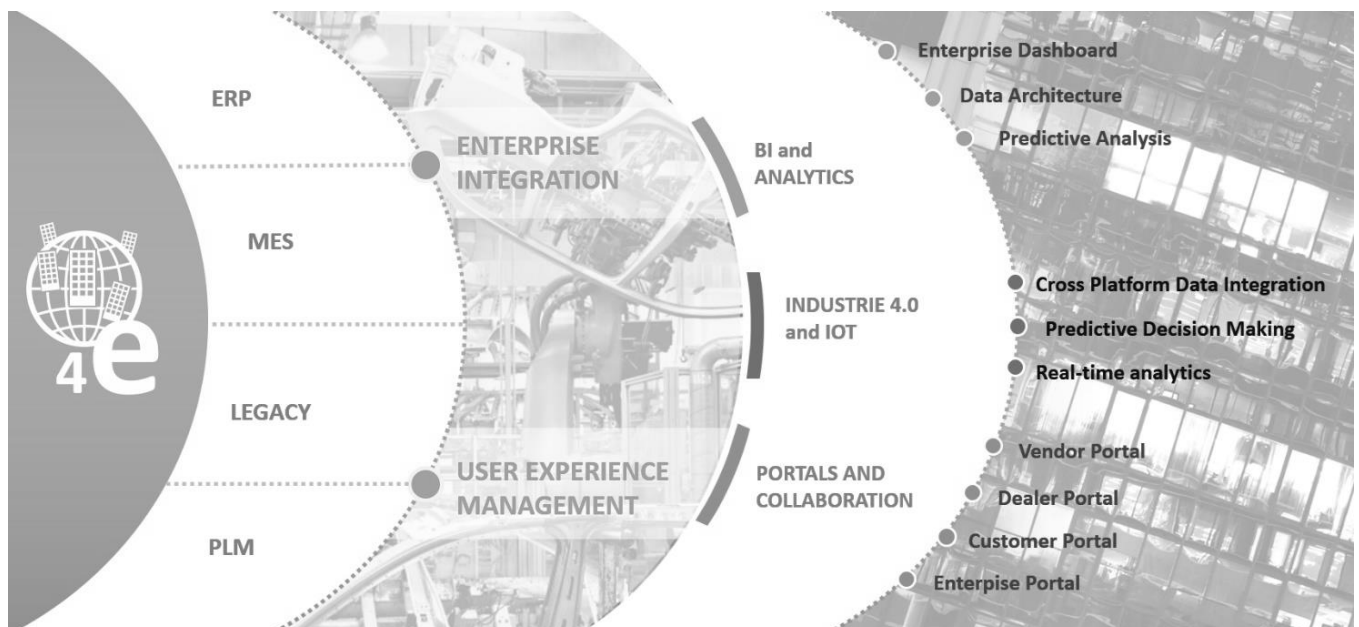 4e
ERP
MES
LEGACY
PLM
ENTERPRISE
INTEGRATION
USER EXPERIENCE
MANAGEMENT
BI and
ANALYTICS
INDUSTRIE 4.0
and IOT
PORTALS AND
COLLABORATION
Enterprise Dashboard
Data Architecture
Predictive Analysis
Cross Platform Data Integration
Predictive Decision Making
Real-time analytics
Vendor Portal
Dealer Portal
Customer Portal
Enterpise Portal